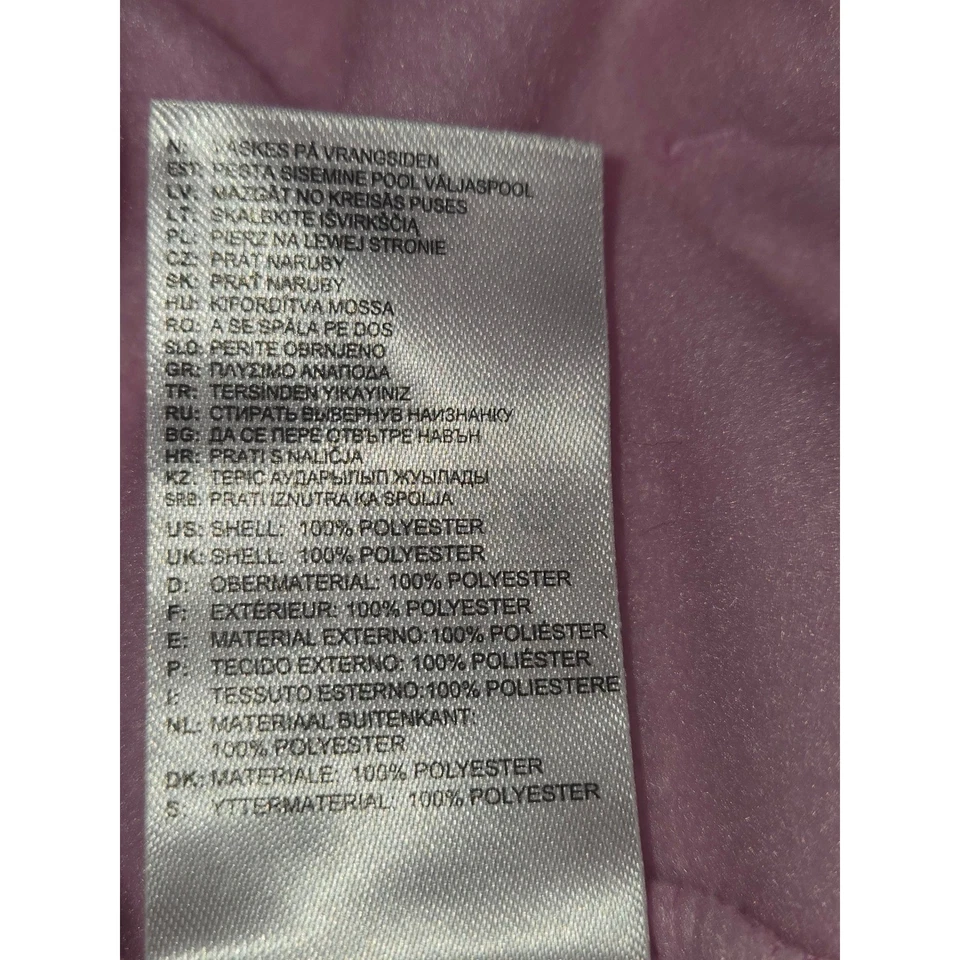 N: VASKES PÅ VRANGSIDEN
EST: PESTA SISEMINE POOL VÄLJASPOOL
LV: MAZGĀT NO KREISĀS PUSES
LT: SKALBKITE IŠVIRKŠČIĄ
PL: PIERZ NA LEWEJ STRONIE
CZ: PRÁT NARUBY
SK: PRAŤ NARUBY
HU: KIFORDÍTVA MOSSA
RO: A SE SPĂLA PE DOS
SLO: PERITE OBRNJENO
GR: ΠΛΥΣΙΜΟ ΑΝΑΠΟΔΑ
TR: TERSINDEN YIKAYINIZ
RU: СТИРАТЬ ВЫВЕРНУВ НАИЗНАНКУ
BG: ДА СЕ ПЕРЕ ОТВЪТРЕ НАВЪН
HR: PRATI S NALIČJA
KZ: ТЕРІС АУДАРЫЛЫП ЖУЫЛАДЫ
SRB: PRATI IZNUTRA KA SPOLJA
US: SHELL: 100% POLYESTER
UK: SHELL: 100% POLYESTER
D: OBERMATERIAL: 100% POLYESTER
F: EXTÉRIEUR: 100% POLYESTER
E: MATERIAL EXTERNO:100% POLIÉSTER
P: TECIDO EXTERNO: 100% POLIÉSTER
I: TESSUTO ESTERNO:100% POLIESTERE
NL: MATERIAAL BUITENKANT:
100% POLYESTER
DK: MATERIALE: 100% POLYESTER
S: YTTERMATERIAL: 100% POLYESTER